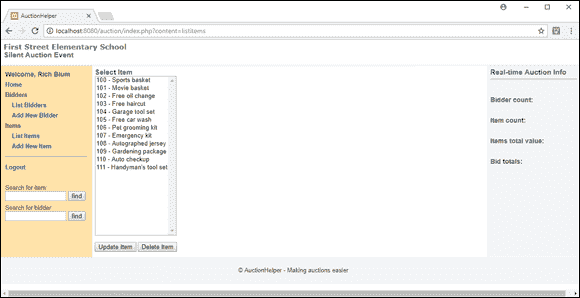 AuctionHelper
localhost:8080/auction/index.php?content=listitems
First Street Elementary School
Silent Auction Event
Welcome, Rich Blum
Home
Bidders
List Bidders
Add New Bidder
Items
List Items
Add New Item
Logout
Search for item
find
Search for bidder
find
Select Item
100 - Sports basket
101 - Movie basket
102 - Free oil change
103 - Free haircut
104 - Garage tool set
105 - Free car wash
106 - Pet grooming kit
107 - Emergency kit
108 - Autographed jersey
109 - Gardening package
110 - Auto checkup
111 - Handyman's tool set
Update Item Delete Item
Real-time Auction Info
Bidder count:
Item count:
Items total value:
Bid totals:
© AuctionHelper - Making auctions easier